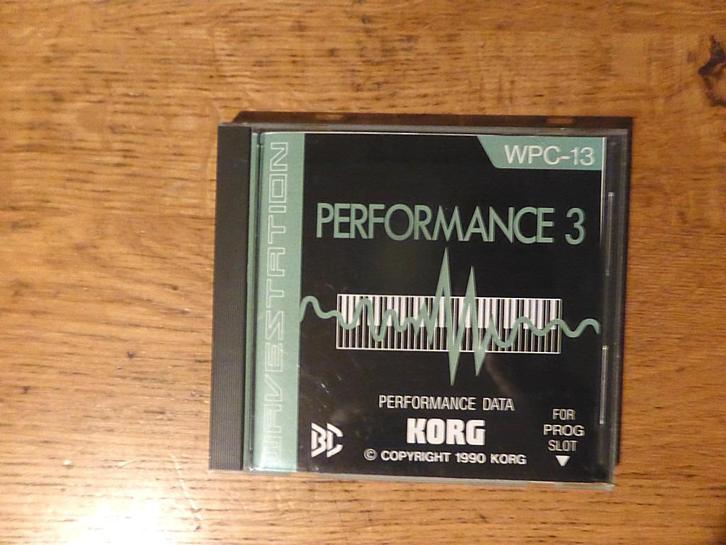 WAVESTATION
WPC-13
PERFORMANCE 3
PERFORMANCE DATA
KORG
© COPYRIGHT 1990 KORG
FOR
PROG
SLOT